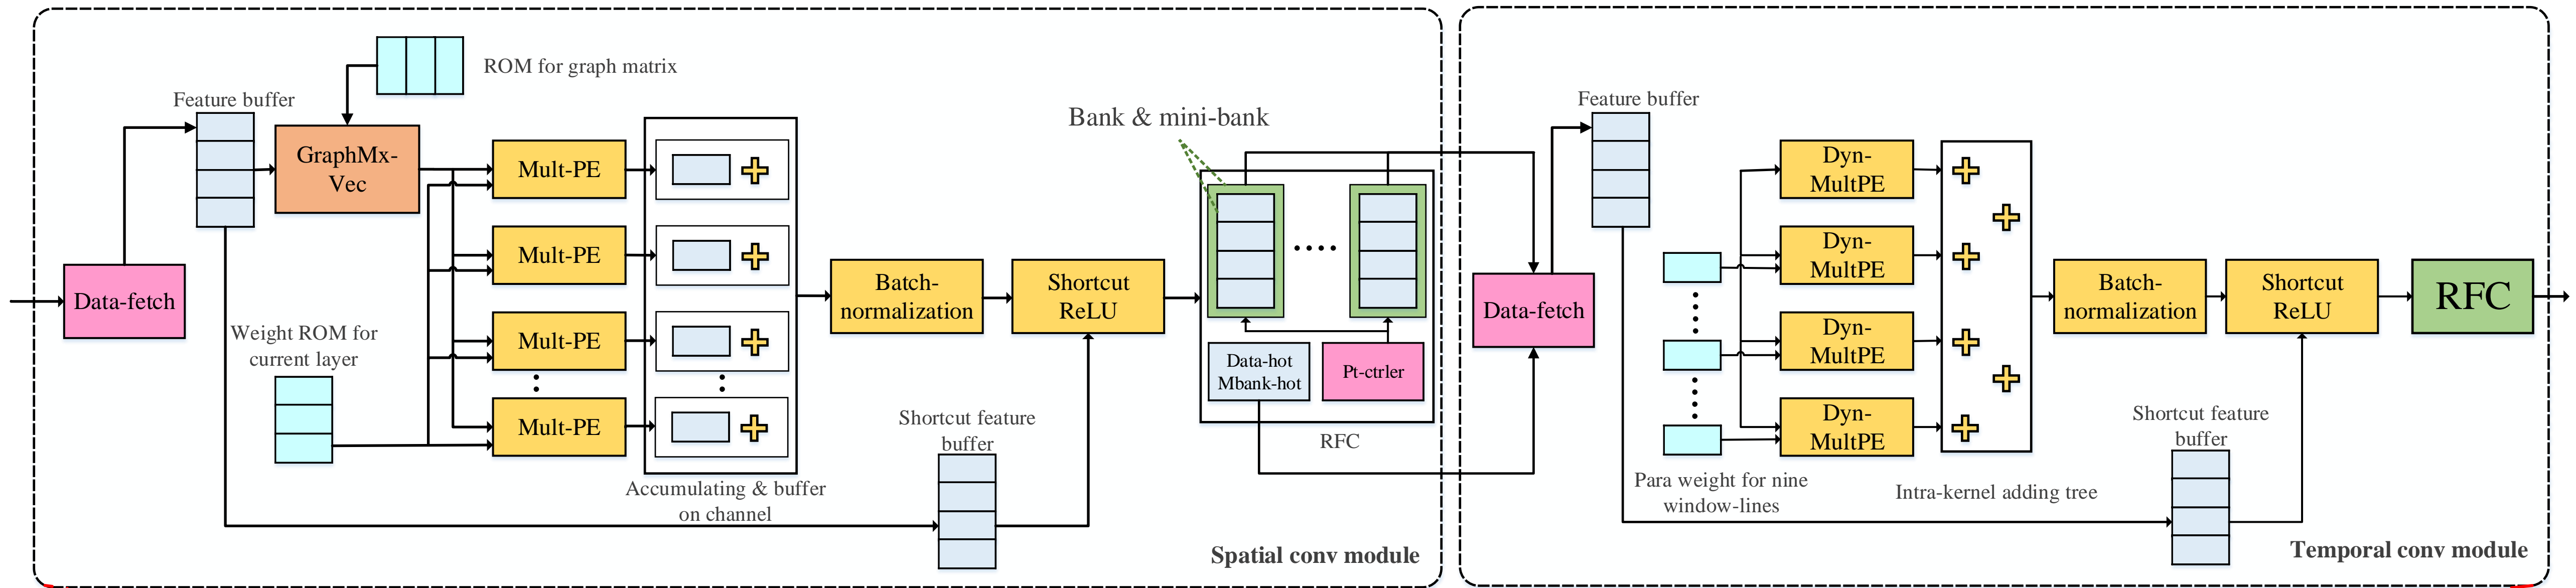 ROM for graph matrix
Feature buffer
GraphMx-
Vec
Data-fetch
Weight ROM for
current layer
Mult-PE
Mult-PE
Mult-PE
Mult-PE
Accumulating & buffer
on channel
Batch-
normalization
Shortcut
ReLU
Shortcut feature
buffer
Bank & mini-bank
Data-hot
Mbank-hot
Pt-ctrler
RFC
Spatial conv module
Feature buffer
Data-fetch
Dyn-
MultPE
Dyn-
MultPE
Dyn-
MultPE
Dyn-
MultPE
Para weight for nine
window-lines
Intra-kernel adding tree
Batch-
normalization
Shortcut
ReLU
RFC
Shortcut feature
buffer
Temporal conv module